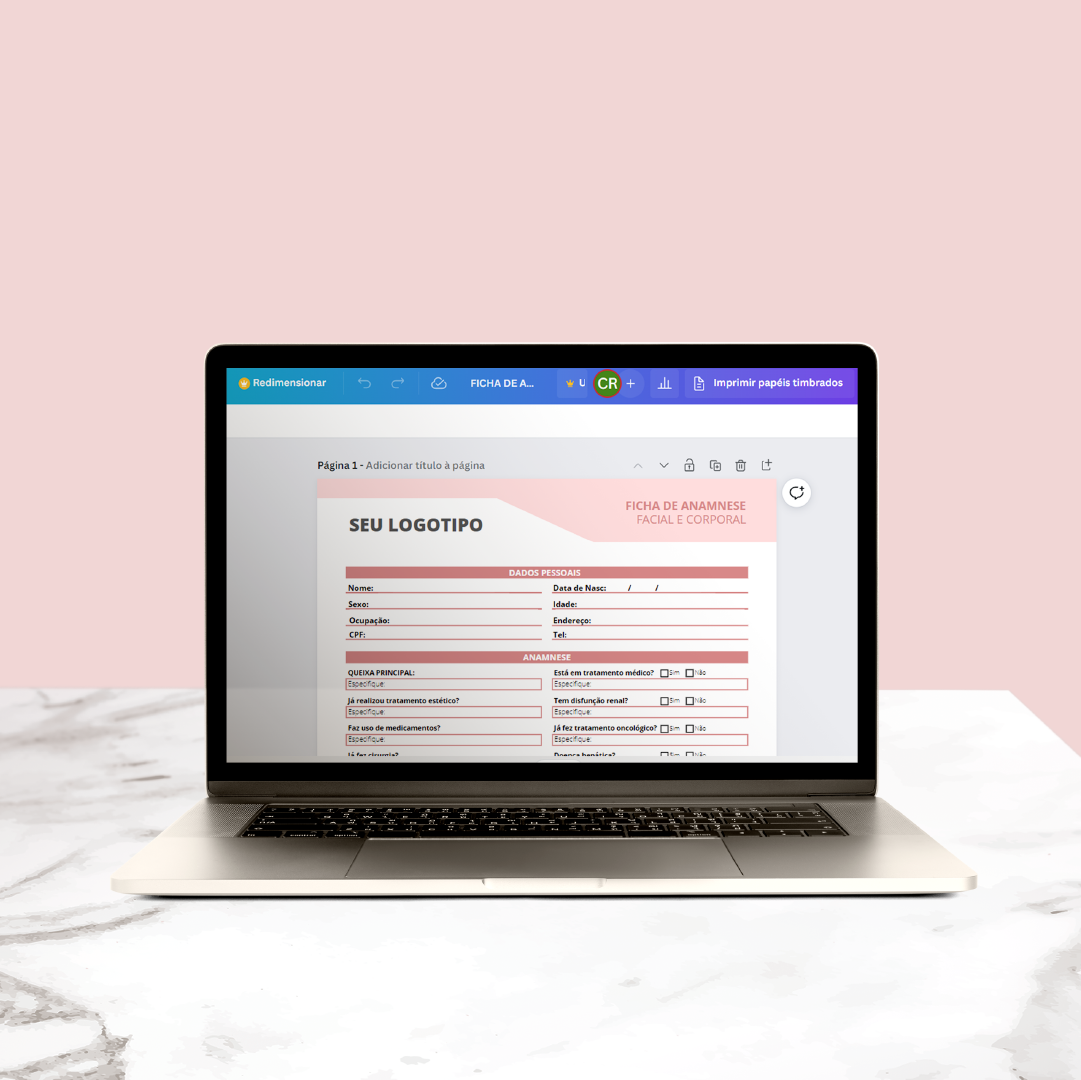 Redimensionar FICHA DE A... U CR + Imprimir papéis timbrados
Página 1 - Adicionar título à página
FICHA DE ANAMNESE
FACIAL E CORPORAL
SEU LOGOTIPO
DADOS PESSOAIS
Nome: Data de Nasc: / /
Sexo: Idade:
Ocupação: Endereço:
CPF: Tel:
ANAMNESE
QUEIXA PRINCIPAL: Está em tratamento médico? Sim Não
Especifique: Especifique:
Já realizou tratamento estético? Tem disfunção renal? Sim Não
Especifique: Especifique:
Faz uso de medicamentos? Já fez tratamento oncológico? Sim Não
Especifique: Especifique:
Já fez cirurgia? Doença hepática? Sim Não